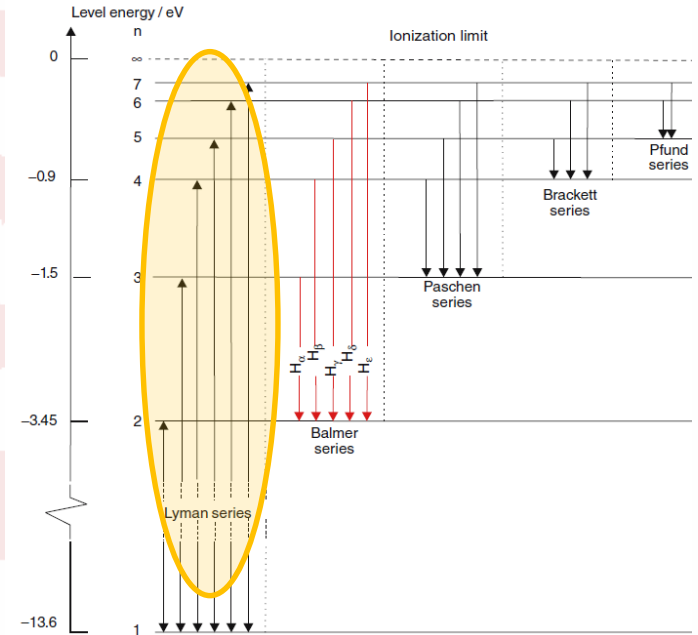 Level energy / eV
n
Ionization limit
0
∞
7
6
5
Pfund
series
−0.9
4
Brackett
series
−1.5
3
Paschen
series
Hα
Hβ
Hγ
Hδ
Hε
−3.45
2
Balmer
series
Lyman series
−13.6
1